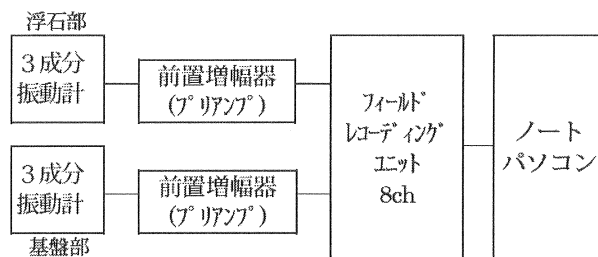 浮石部
3成分
振動計
前置増幅器
(プリアンプ)
3成分
振動計
基盤部
前置増幅器
(プリアンプ)
フィールド
レコーディング
ユニット
8ch
ノート
パソコン